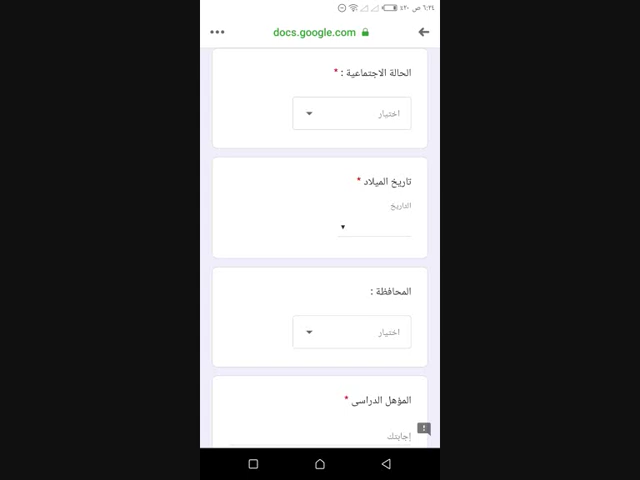 ٦:٢٤ ص
docs.google.com
الحالة الاجتماعية : *
اختيار
تاريخ الميلاد *
التاريخ
المحافظة :
اختيار
المؤهل الدراسى *
إجابتك